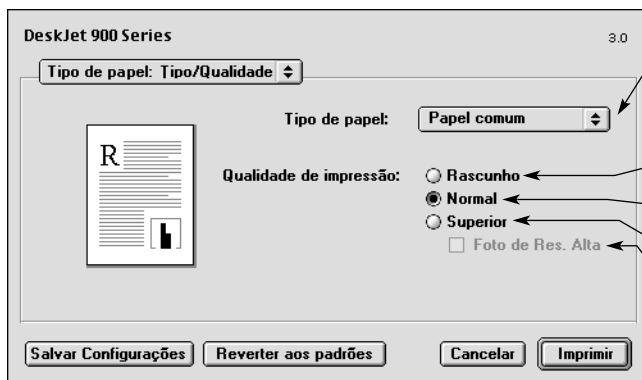 DeskJet 900 Series
3.0
Tipo de papel: Tipo/Qualidade
Tipo de papel: Papel comum
R
Qualidade de impressão: Rascunho
Normal
Superior
Foto de Res. Alta
Salvar Configurações Reverter aos padrões Cancelar Imprimir